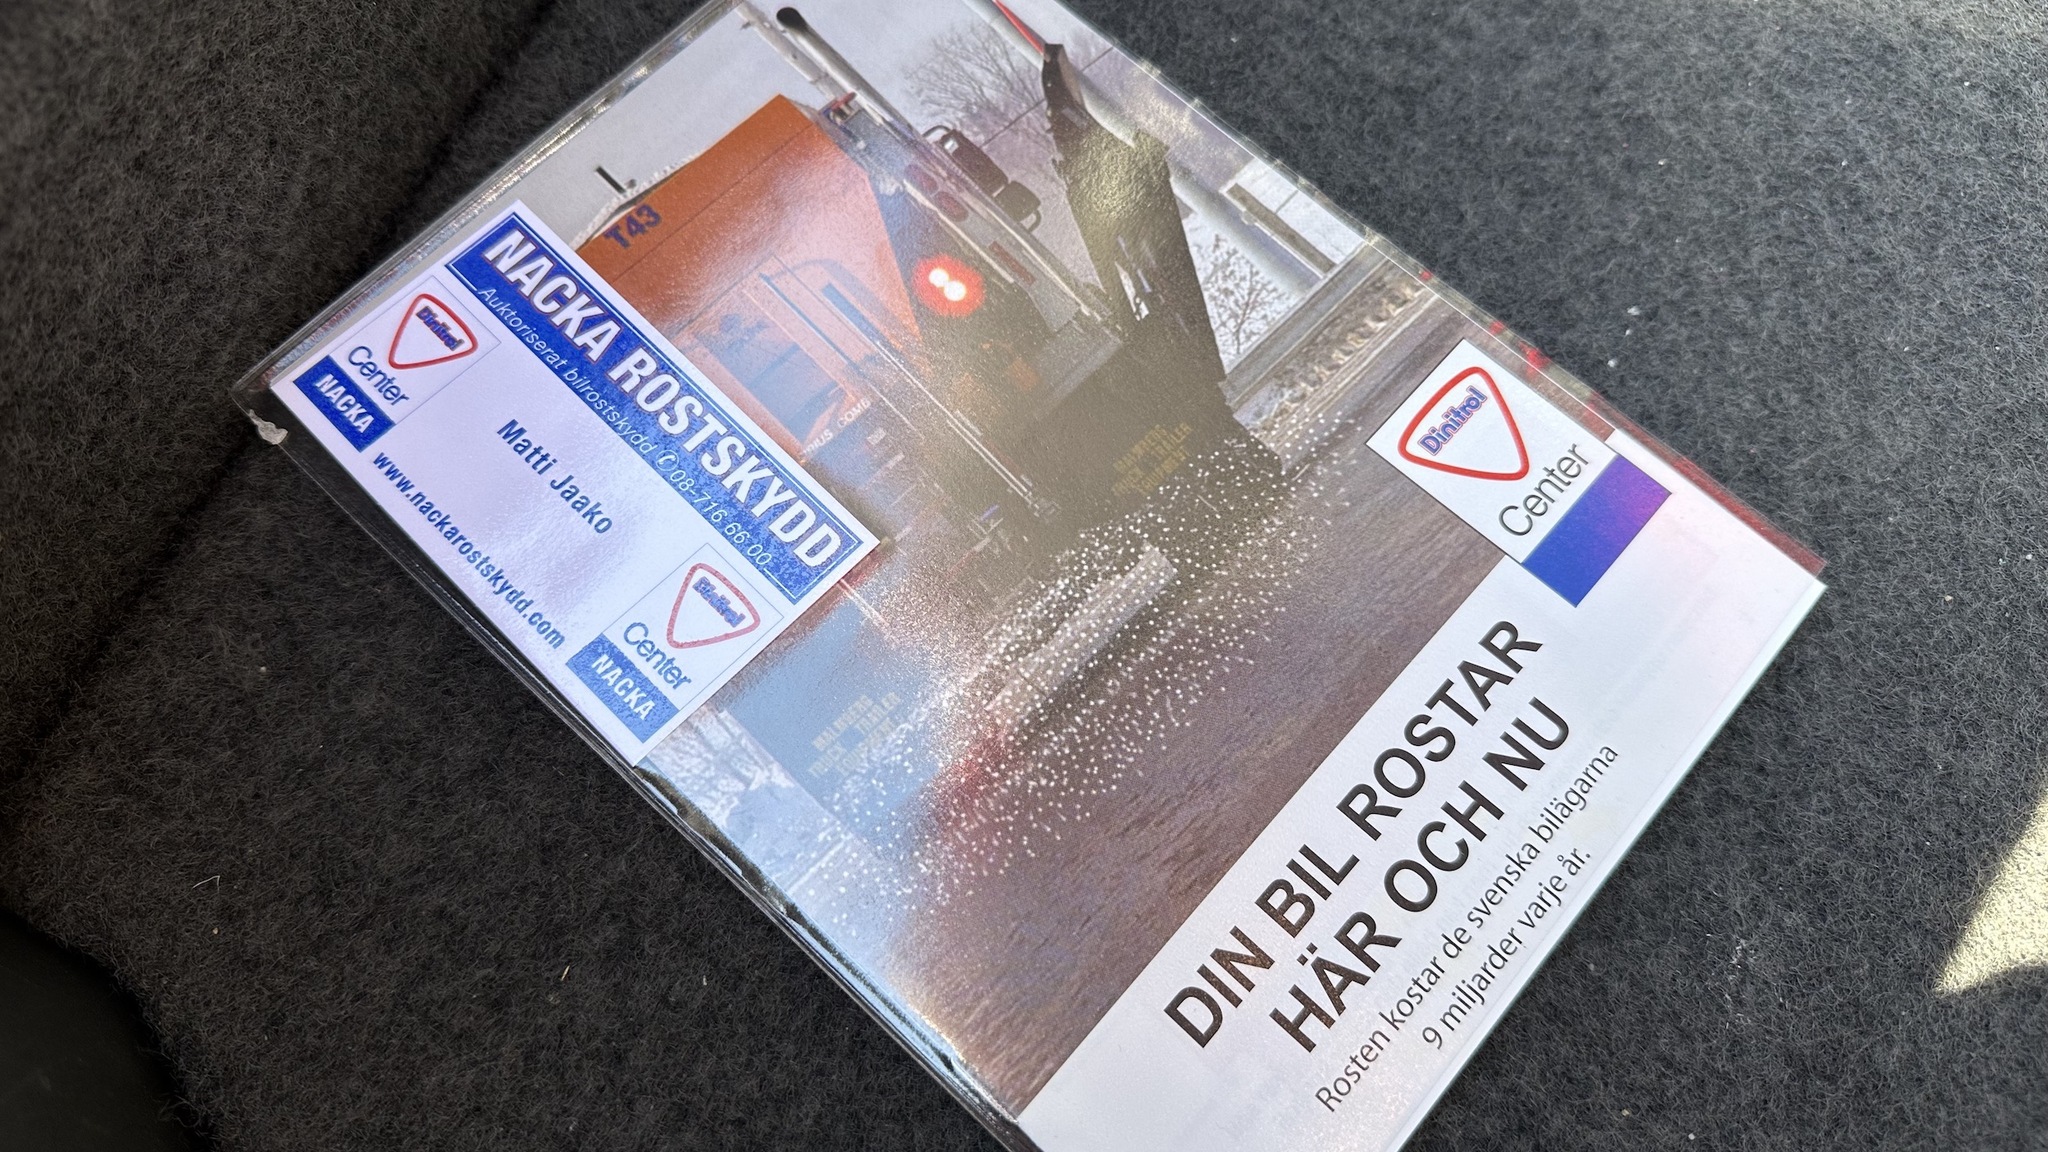 NACKA ROSTSKYDD
Auktoriserat bilrostskydd ✆ 08-716 66 00
Dinitrol
Center
NACKA
Matti Jaako
www.nackarostskydd.com
Dinitrol
Center
NACKA
T43
Dinitrol
Center
DIN BIL ROSTAR
HÄR OCH NU
Rosten kostar de svenska bilägarna
9 miljarder varje år.